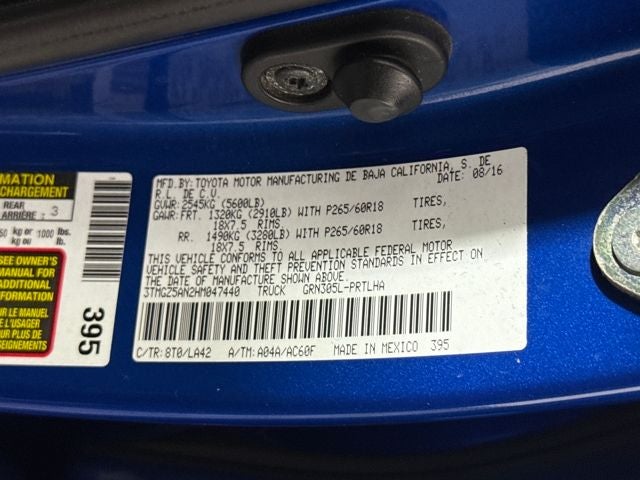 MATION
CHARGEMENT
REAR
ARRIÈRE : 3
50 kg or 1000 lbs.
kg ou lb.
SEE OWNER'S
MANUAL FOR
ADDITIONAL
INFORMATION
LE MANUEL
L'USAGER
OUR PLUS DE
SEIGNEMENTS
395
MFD.BY:TOYOTA MOTOR MANUFACTURING DE BAJA CALIFORNIA, S. DE
R.L. DE C.V. DATE: 08/16
GVWR:2545KG (5600LB)
GAWR:FRT. 1320KG (2910LB) WITH P265/60R18 TIRES,
18X7.5 RIMS.
RR. 1490KG (3280LB) WITH P265/60R18 TIRES,
18X7.5 RIMS.
THIS VEHICLE CONFORMS TO ALL APPLICABLE FEDERAL MOTOR
VEHICLE SAFETY AND THEFT PREVENTION STANDARDS IN EFFECT ON
THE DATE OF MANUFACTURE SHOWN ABOVE.
3TMGZ5AN2HM047440 TRUCK GRN305L-PRTLHA
C/TR:8T0/LA42 A/TM:A04A/AC60F MADE IN MEXICO 395